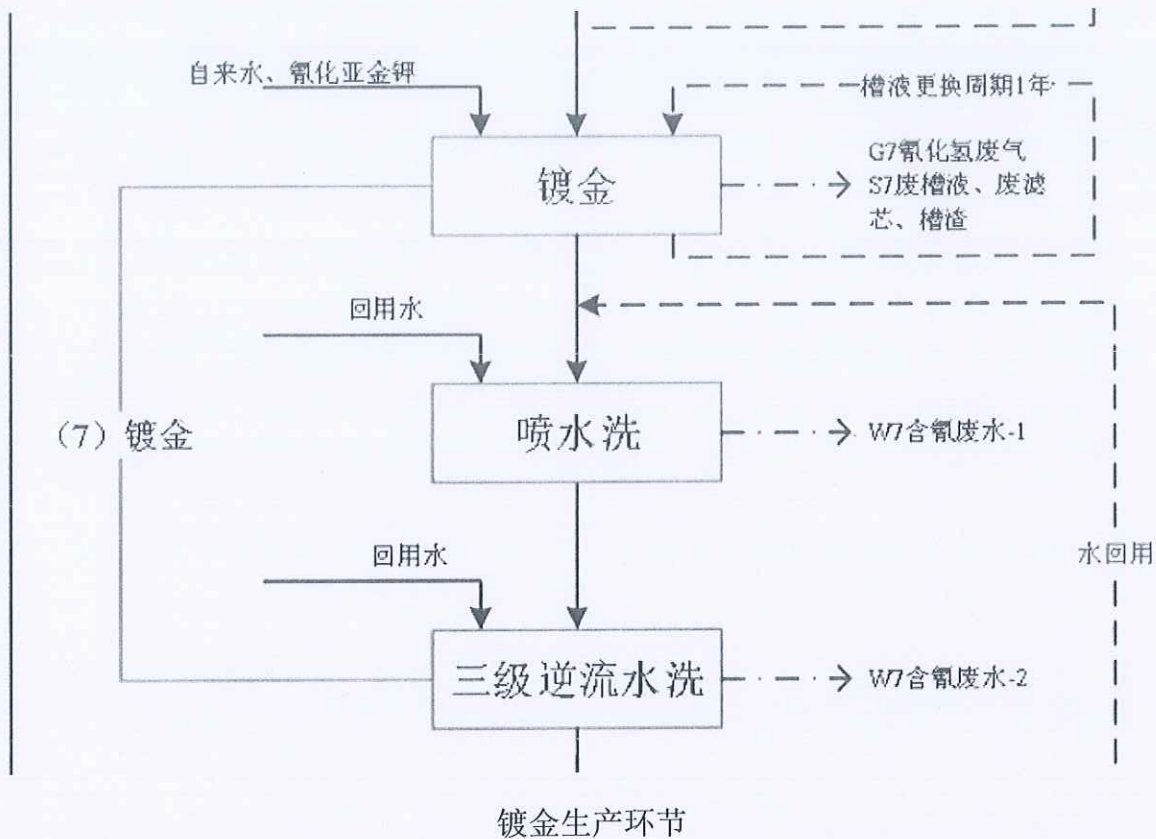 自来水、氰化亚金钾
槽液更换周期1年
镀金
G7氰化氢废气
S7废槽液、废滤
芯、槽渣
回用水
(7) 镀金
喷水洗
W7含氰废水-1
回用水
水回用
三级逆流水洗
W7含氰废水-2
镀金生产环节